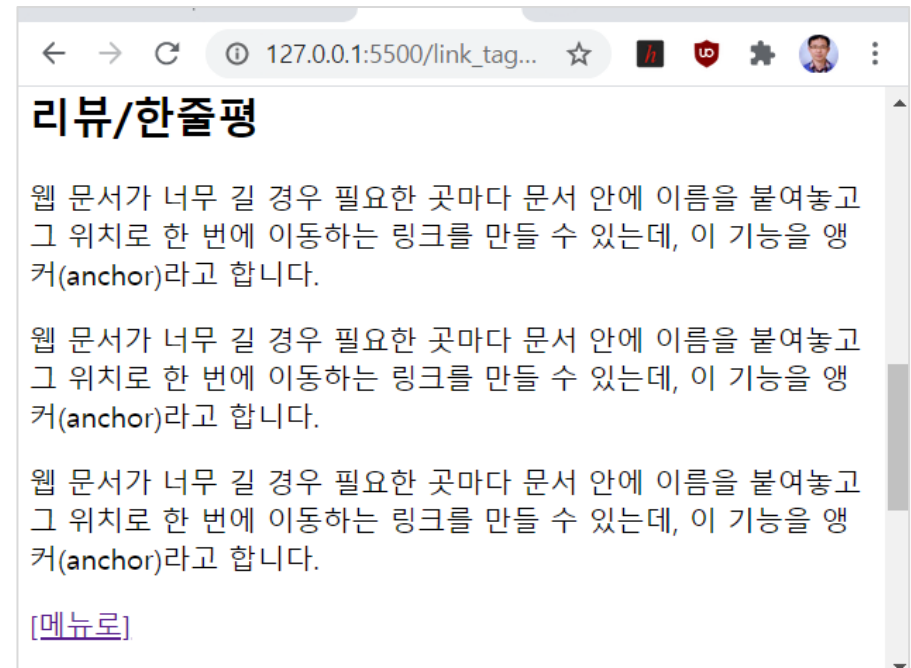 127.0.0.1:5500/link_tag...
리뷰/한줄평
웹 문서가 너무 길 경우 필요한 곳마다 문서 안에 이름을 붙여놓고
그 위치로 한 번에 이동하는 링크를 만들 수 있는데, 이 기능을 앵
커(anchor)라고 합니다.
웹 문서가 너무 길 경우 필요한 곳마다 문서 안에 이름을 붙여놓고
그 위치로 한 번에 이동하는 링크를 만들 수 있는데, 이 기능을 앵
커(anchor)라고 합니다.
웹 문서가 너무 길 경우 필요한 곳마다 문서 안에 이름을 붙여놓고
그 위치로 한 번에 이동하는 링크를 만들 수 있는데, 이 기능을 앵
커(anchor)라고 합니다.
[메뉴로]